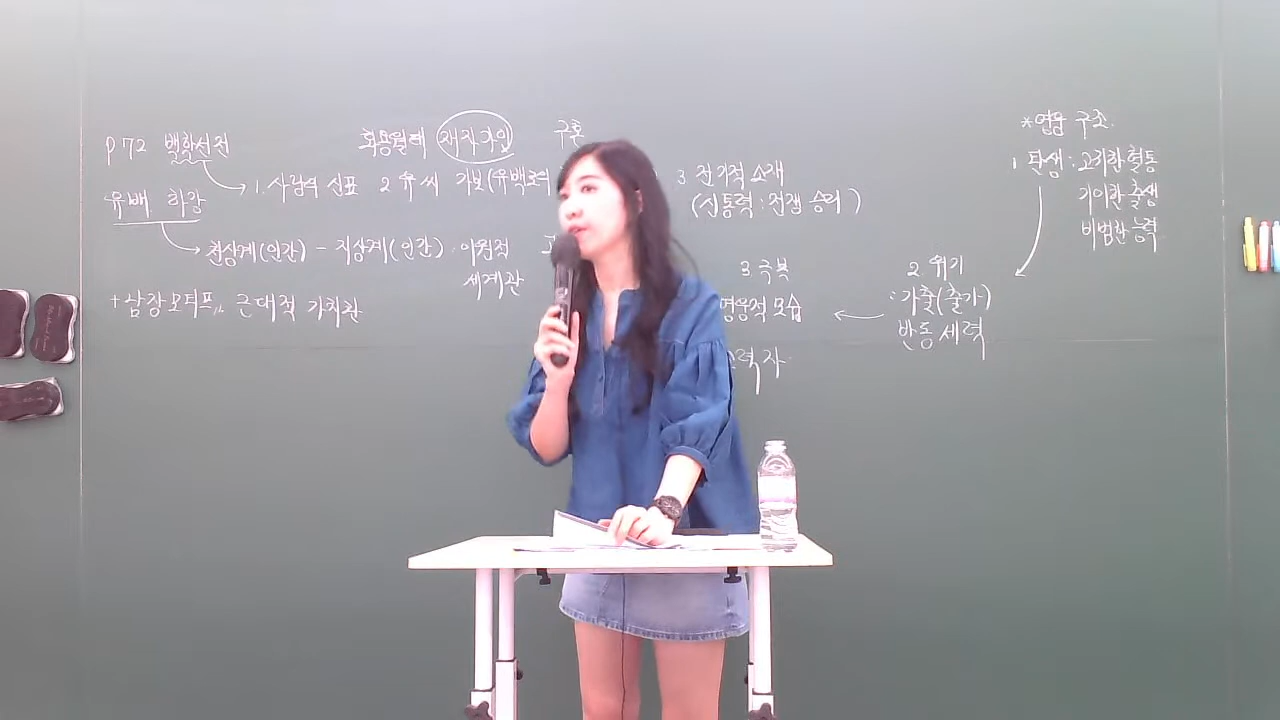 P 72 백학선전
화용월태 재자가인 구혼
1. 사랑의 신표 2 유씨 가보(유백로의
3 전기적 소재
(신통력 : 전쟁 승리)
유백 하강
천상계(인간) - 지상계(인간) : 이원적
세계관
+ 남장모티프,, 근대적 가치관
* 영웅 구조.
1 탄생 : 고귀한 혈통
기이한 출생
비범한 능력
2 위기
: 가출(출가)
반동세력
3 극복
영웅적 모습
력자